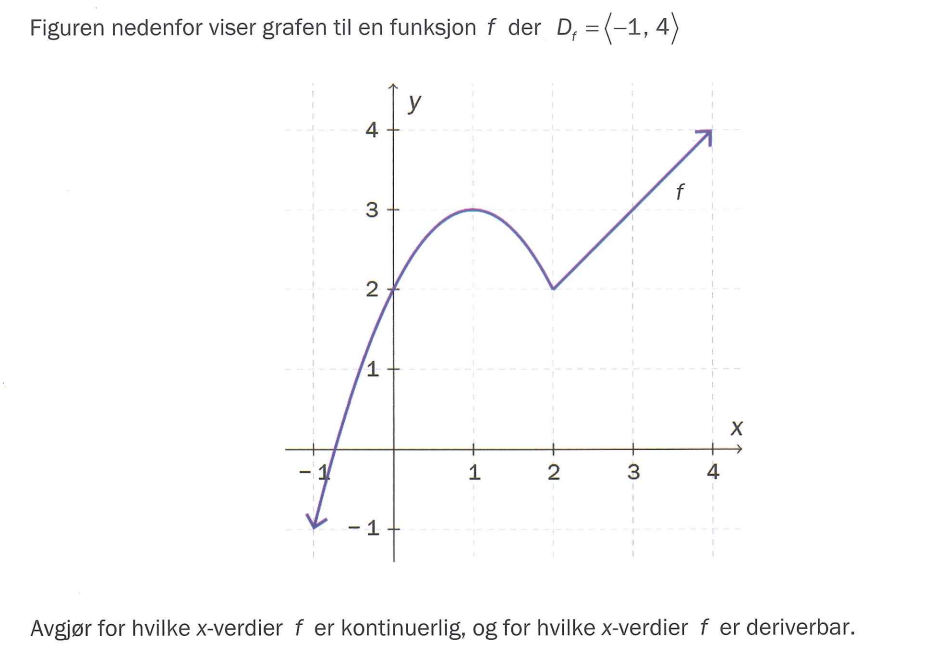 Figuren nedenfor viser grafen til en funksjon f der D_f = ⟨−1, 4⟩
y
4
3
f
2
1
x
−1
1
2
3
4
−1
Avgjør for hvilke x-verdier f er kontinuerlig, og for hvilke x-verdier f er deriverbar.